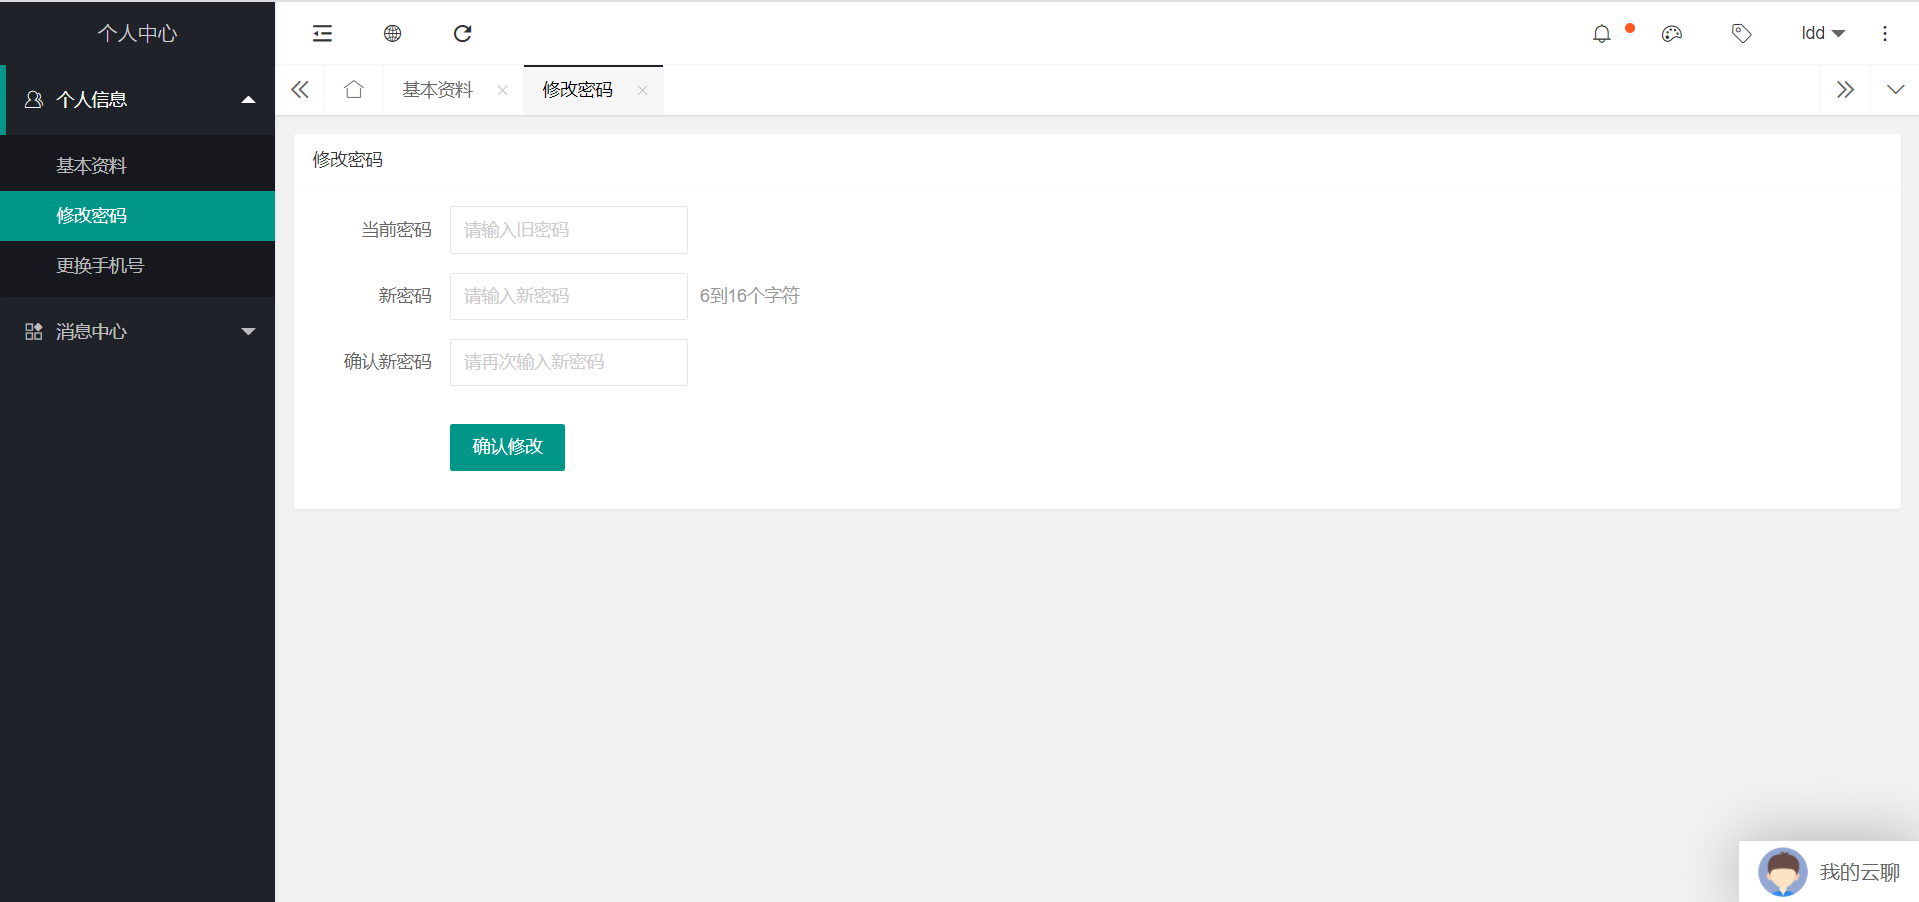 个人中心
个人信息
基本资料
修改密码
更换手机号
消息中心
ldd
基本资料
修改密码
修改密码
当前密码 请输入旧密码
新密码 请输入新密码 6到16个字符
确认新密码 请再次输入新密码
确认修改
我的云聊